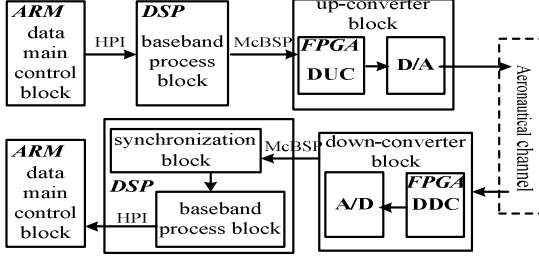 ARM
data
main
control
block
HPI
DSP
baseband
process
block
McBSP
up-converter
block
FPGA
DUC
D/A
Aeronautical channel
ARM
data
main
control
block
HPI
synchronization
block
DSP
baseband
process block
McBSP
down-converter
block
A/D
FPGA
DDC